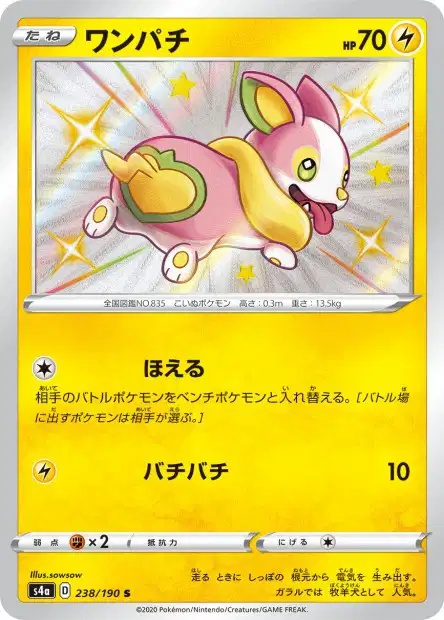 たね ワンパチ HP70
全国図鑑NO.835 こいぬポケモン 高さ：0.3m 重さ：13.5kg
ほえる
相手のバトルポケモンをベンチポケモンと入れ替える。［バトル場
に出すポケモンは相手が選ぶ。］
バチバチ 10
弱点 ×2 抵抗力 にげる
Illus.sowsow
s4a D 238/190 S
走る ときに しっぽの 根元から 電気を 生み出す。
ガラルでは 牧羊犬として 人気。
©2020 Pokémon/Nintendo/Creatures/GAME FREAK.